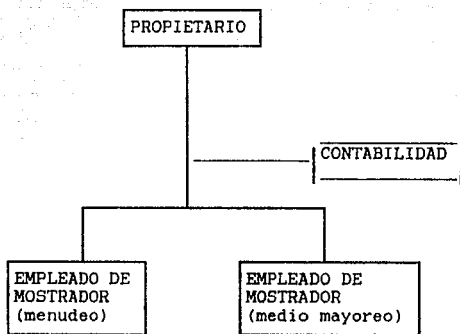 PROPIETARIO
CONTABILIDAD
EMPLEADO DE
MOSTRADOR
(menudeo)
EMPLEADO DE
MOSTRADOR
(medio mayoreo)